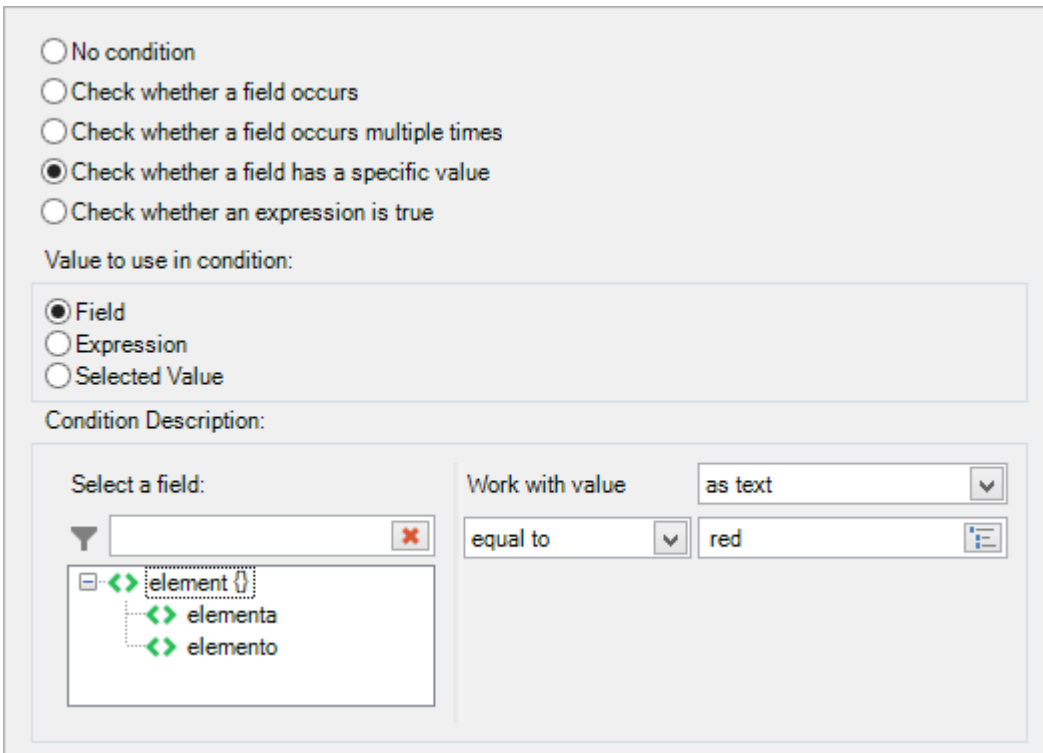 No condition
Check whether a field occurs
Check whether a field occurs multiple times
Check whether a field has a specific value
Check whether an expression is true
Value to use in condition:
Field
Expression
Selected Value
Condition Description:
Select a field:
Work with value as text
equal to red
element {}
elementa
elemento